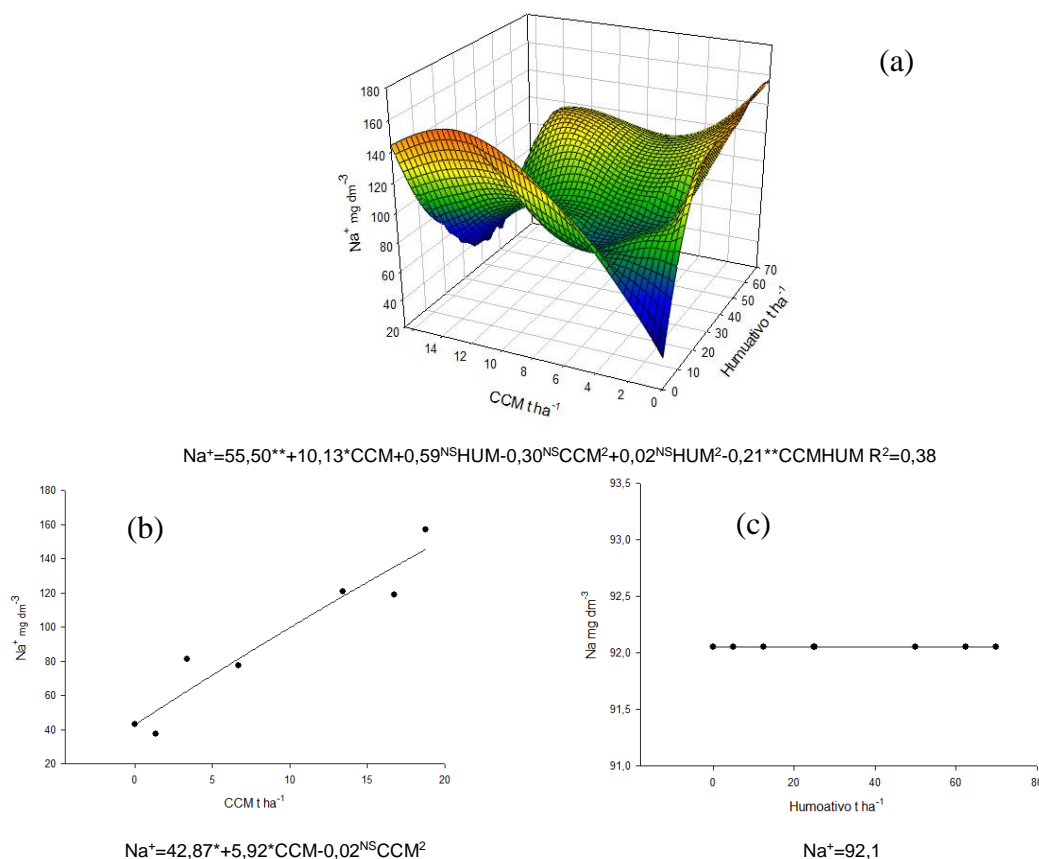 (a)
180
160
140
120
100
80
60
40
20
Na⁺ mg dm⁻³
14 12 10 8 6 4 2 0
CCM t ha⁻¹
0 10 20 30 40 50 60 70
Humuativo t ha⁻¹
Na⁺=55,50**+10,13*CCM+0,59ᴺˢHUM-0,30ᴺˢCCM²+0,02ᴺˢHUM²-0,21**CCMHUM R²=0,38
(b)
180
160
140
120
100
80
60
40
20
Na⁺ mg dm⁻³
0 5 10 15 20
CCM t ha⁻¹
Na⁺=42,87*+5,92*CCM-0,02ᴺˢCCM²
(c)
93,5
93,0
92,5
92,0
91,5
91,0
Na mg dm⁻³
0 20 40 60 80
Humoativo t ha⁻¹
Na⁺=92,1